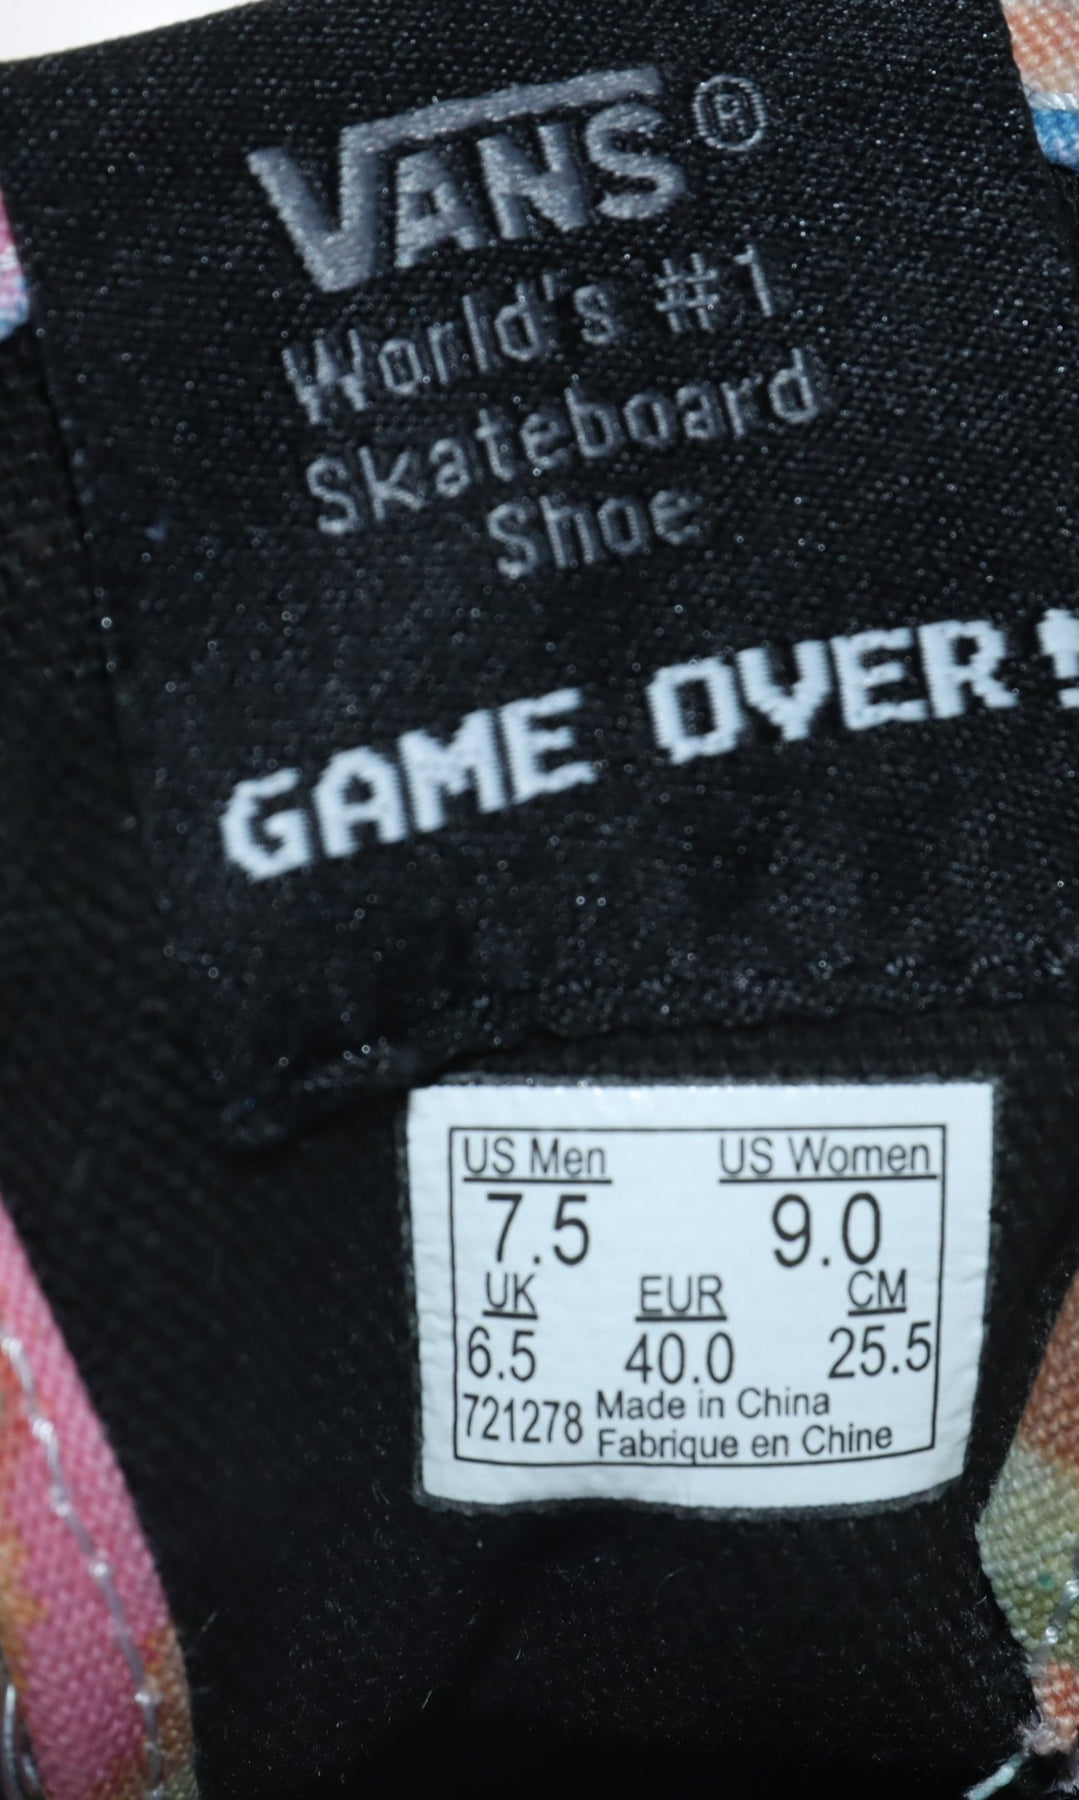 VANS®
World's #1
Skateboard
Shoe
GAME OVER!
US Men US Women
7.5 9.0
UK EUR CM
6.5 40.0 25.5
721278 Made in China
Fabrique en Chine